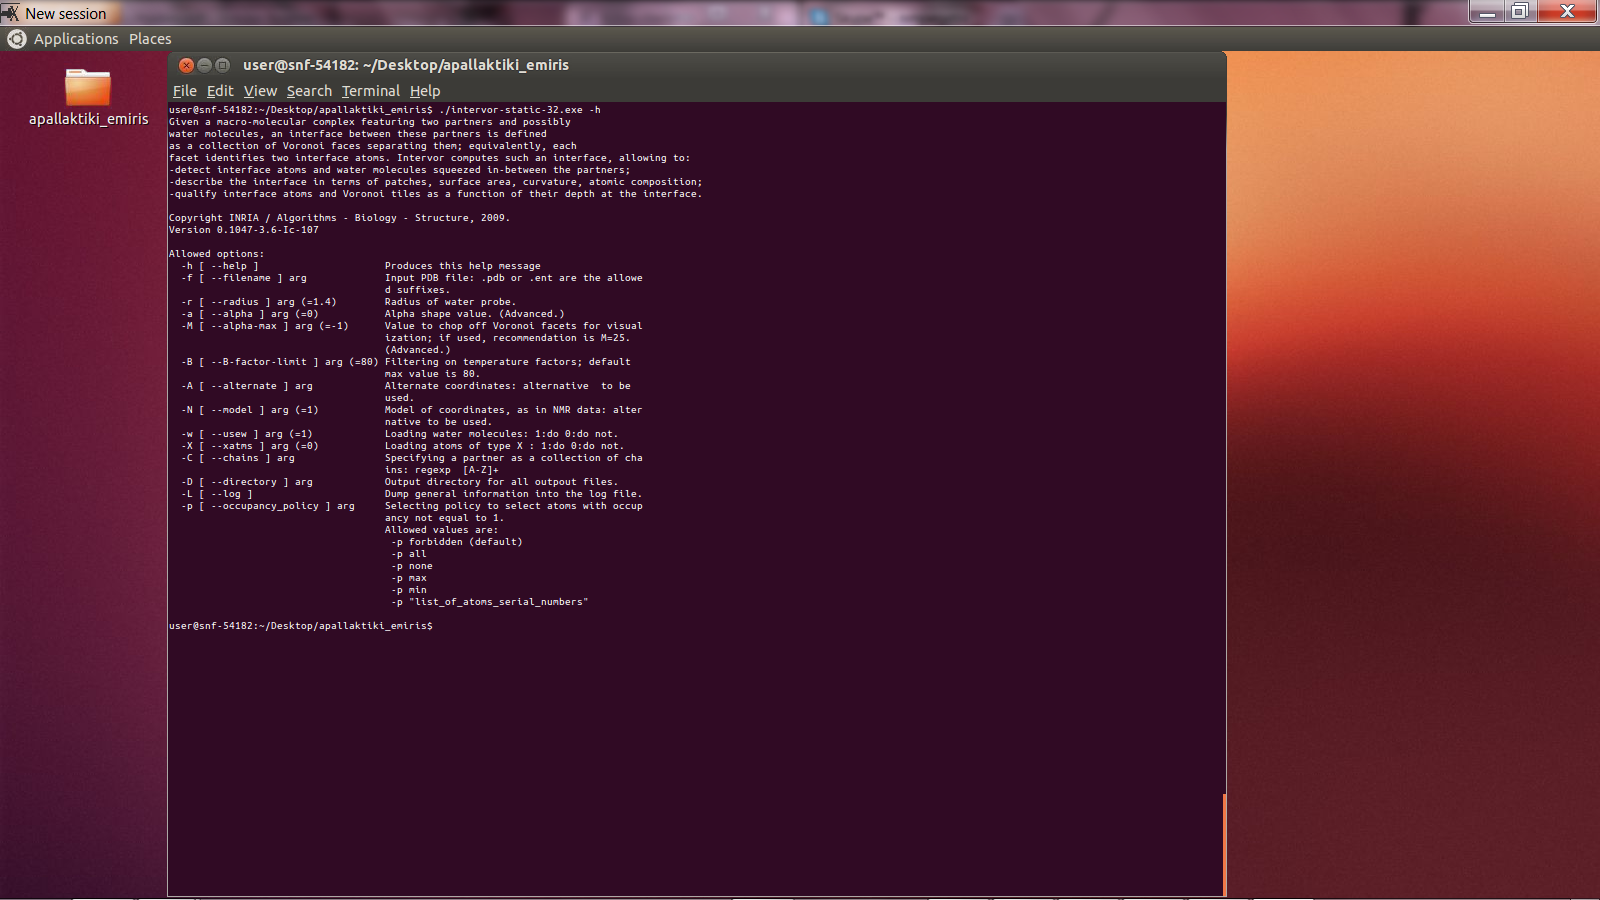 New session
Applications Places
apallaktiki_emiris
user@snf-54182: ~/Desktop/apallaktiki_emiris
File Edit View Search Terminal Help
user@snf-54182:~/Desktop/apallaktiki_emiris$ ./intervor-static-32.exe -h
Given a macro-molecular complex featuring two partners and possibly
water molecules, an interface between these partners is defined
as a collection of Voronoi faces separating them; equivalently, each
facet identifies two interface atoms. Intervor computes such an interface, allowing to:
-detect interface atoms and water molecules squeezed in-between the partners;
-describe the interface in terms of patches, surface area, curvature, atomic composition;
-qualify interface atoms and Voronoi tiles as a function of their depth at the interface.
Copyright INRIA / Algorithms - Biology - Structure, 2009.
Version 0.1047-3.6-Ic-107
Allowed options:
-h [ --help ] Produces this help message
-f [ --filename ] arg Input PDB file: .pdb or .ent are the allowe
d suffixes.
-r [ --radius ] arg (=1.4) Radius of water probe.
-a [ --alpha ] arg (=0) Alpha shape value. (Advanced.)
-M [ --alpha-max ] arg (=-1) Value to chop off Voronoi facets for visual
ization; if used, recommendation is M=25.
(Advanced.)
-B [ --B-factor-limit ] arg (=80) Filtering on temperature factors; default
max value is 80.
-A [ --alternate ] arg Alternate coordinates: alternative  to be
used.
-N [ --model ] arg (=1) Model of coordinates, as in NMR data: alter
native to be used.
-w [ --usew ] arg (=1) Loading water molecules: 1:do 0:do not.
-X [ --xatms ] arg (=0) Loading atoms of type X : 1:do 0:do not.
-C [ --chains ] arg Specifying a partner as a collection of cha
ins: regexp  [A-Z]+
-D [ --directory ] arg Output directory for all outpout files.
-L [ --log ] Dump general information into the log file.
-p [ --occupancy_policy ] arg Selecting policy to select atoms with occup
ancy not equal to 1.
Allowed values are:
-p forbidden (default)
-p all
-p none
-p max
-p min
-p "list_of_atoms_serial_numbers"
user@snf-54182:~/Desktop/apallaktiki_emiris$